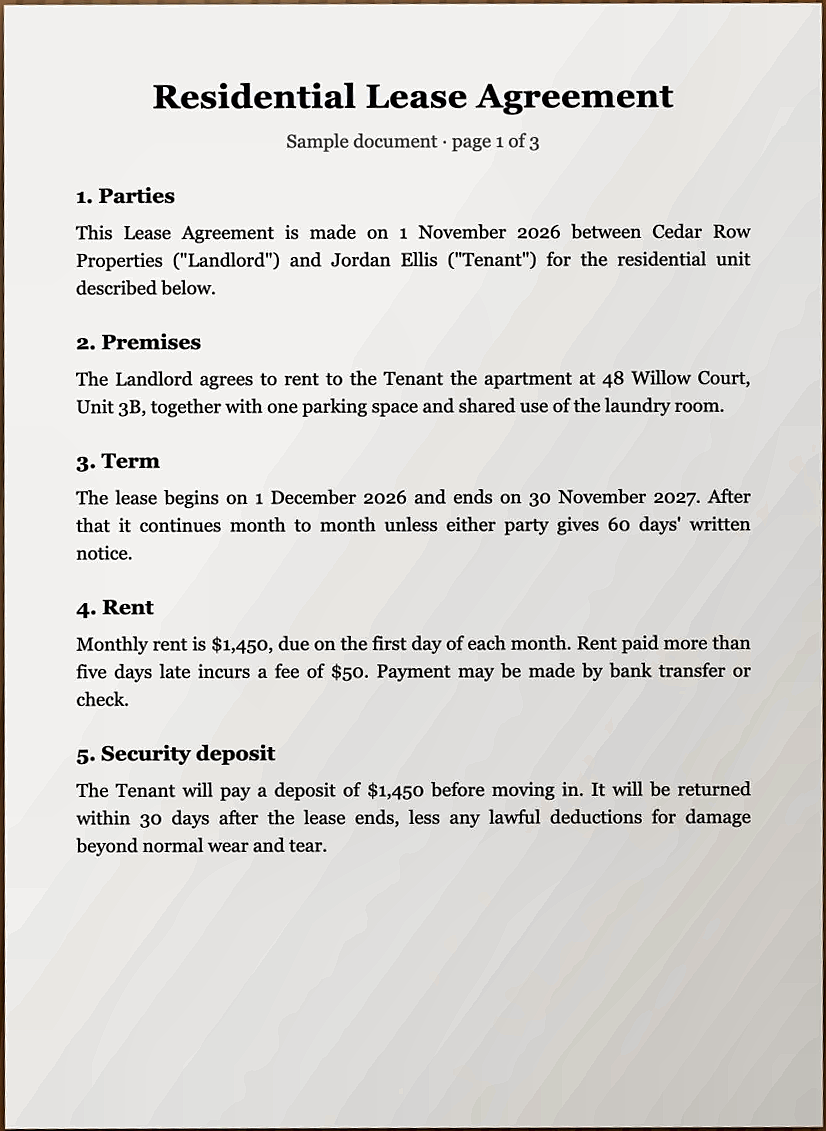 Residential Lease Agreement
Sample document · page 1 of 3
1. Parties
This Lease Agreement is made on 1 November 2026 between Cedar Row
Properties ("Landlord") and Jordan Ellis ("Tenant") for the residential unit
described below.
2. Premises
The Landlord agrees to rent to the Tenant the apartment at 48 Willow Court,
Unit 3B, together with one parking space and shared use of the laundry room.
3. Term
The lease begins on 1 December 2026 and ends on 30 November 2027. After
that it continues month to month unless either party gives 60 days' written
notice.
4. Rent
Monthly rent is $1,450, due on the first day of each month. Rent paid more than
five days late incurs a fee of $50. Payment may be made by bank transfer or
check.
5. Security deposit
The Tenant will pay a deposit of $1,450 before moving in. It will be returned
within 30 days after the lease ends, less any lawful deductions for damage
beyond normal wear and tear.